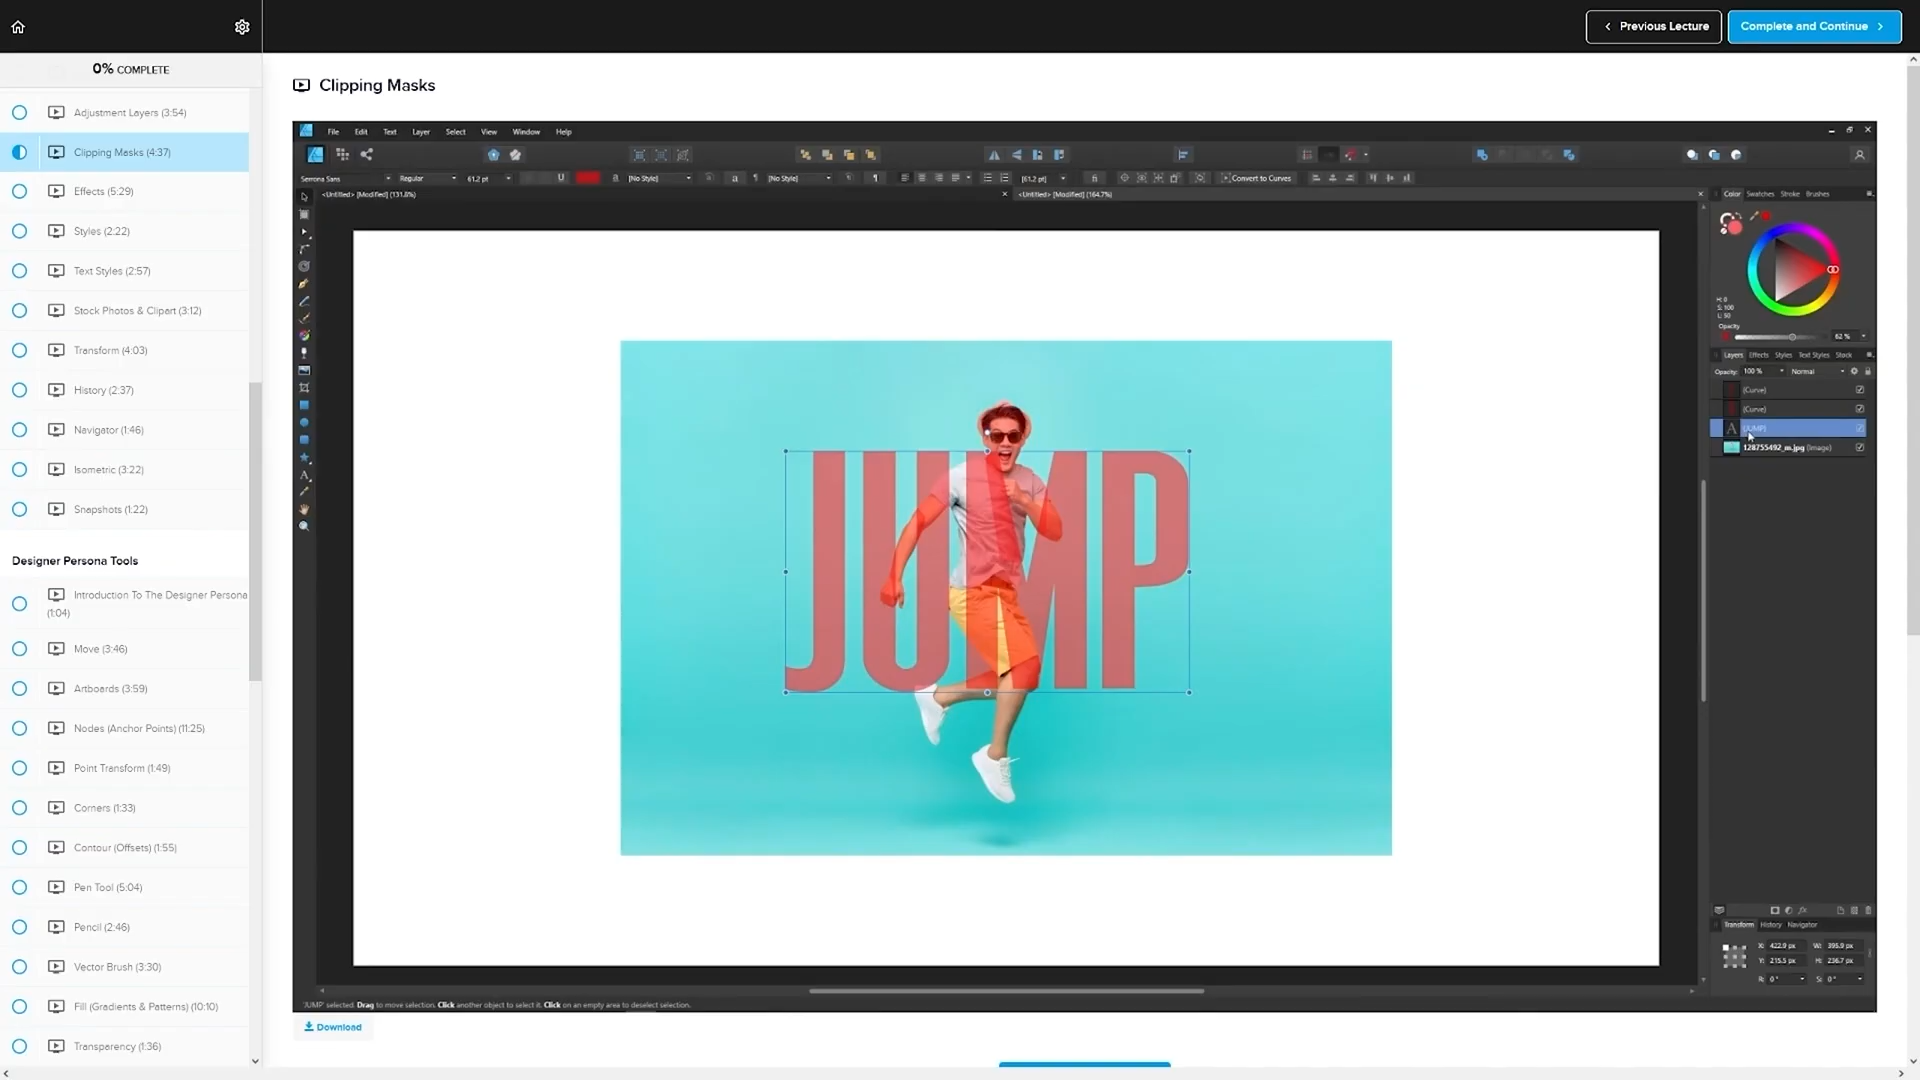 Previous Lecture
Complete and Continue
0% COMPLETE
Adjustment Layers (3:54)
Clipping Masks (4:37)
Effects (5:29)
Styles (2:22)
Text Styles (2:57)
Stock Photos & Clipart (3:12)
Transform (4:03)
History (2:37)
Navigator (1:46)
Isometric (3:22)
Snapshots (1:22)
Designer Persona Tools
Introduction To The Designer Persona
(1:04)
Move (3:46)
Artboards (3:59)
Nodes (Anchor Points) (11:25)
Point Transform (1:49)
Corners (1:33)
Contour (Offsets) (1:55)
Pen Tool (5:04)
Pencil (2:46)
Vector Brush (3:30)
Fill (Gradients & Patterns) (10:10)
Transparency (1:36)
Clipping Masks
File Edit Text Layer Select View Window Help
Regular 61.2 pt [No Style] [No Style] [61.2 pt] Convert to Curves
<Untitled> [Modified] (131.8%)
<Untitled> [Modified] (164.7%)
Color Swatches Stroke Brushes
H: 0
S: 100
L: 50
Opacity
62 %
Layers Effects Styles Text Styles Stock
Opacity: 100 % Normal
(Curve)
(Curve)
(JUMP)
128755492_m.jpg (Image)
JUMP
Transform History Navigator
X: 422.9 px W: 395.9 px
Y: 215.5 px H: 236.7 px
R: 0 ° S: 0 °
'JUMP' selected. Drag to move selection. Click another object to select it. Click on an empty area to deselect selection.
Download